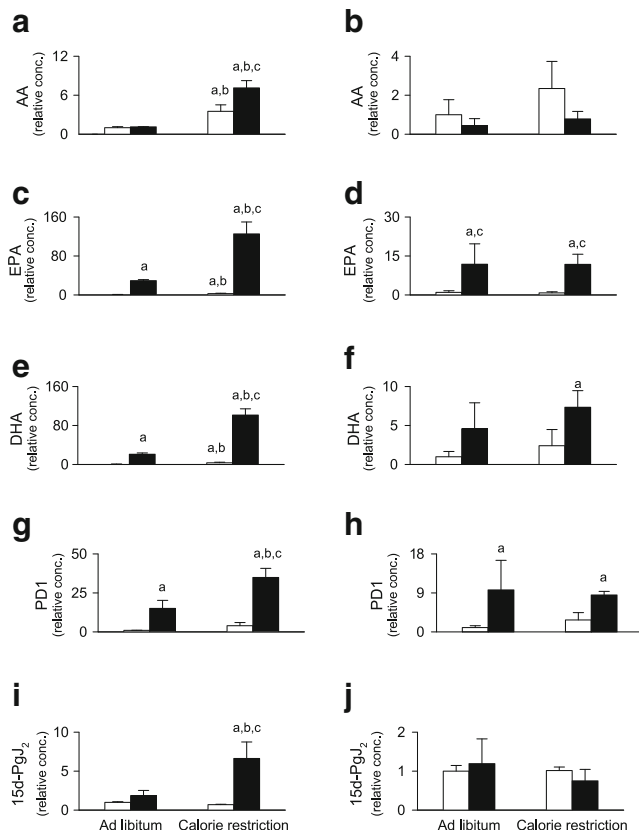 a
AA
(relative conc.)
12
6
0
a,b
a,b,c
b
AA
(relative conc.)
4
2
0
c
EPA
(relative conc.)
160
80
0
a
a,b
a,b,c
d
EPA
(relative conc.)
30
15
0
a,c
a,c
e
DHA
(relative conc.)
160
80
0
a
a,b
a,b,c
f
DHA
(relative conc.)
10
5
0
a
g
PD1
(relative conc.)
50
25
0
a
a,b,c
h
PD1
(relative conc.)
18
9
0
a
a
i
15d-PgJ₂
(relative conc.)
10
5
0
a,b,c
Ad libitum
Calorie restriction
j
15d-PgJ₂
(relative conc.)
2
1
0
Ad libitum
Calorie restriction